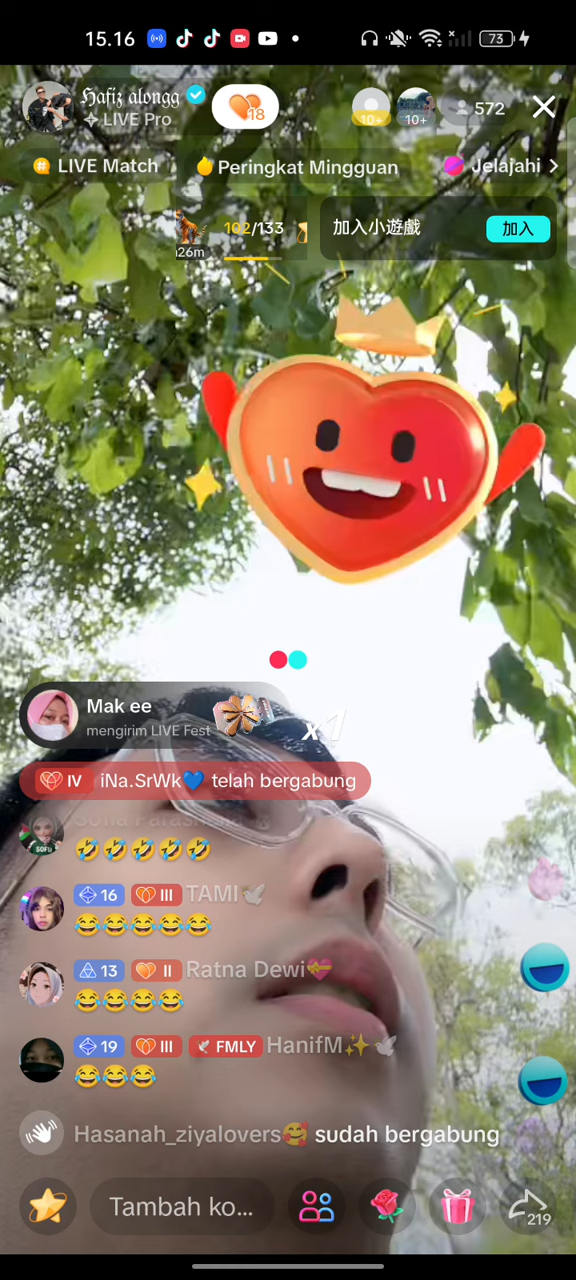 15.16
73
Hafiz alongg
LIVE Pro
18
10+
10+
572
LIVE Match
Peringkat Mingguan
Jelajahi
26m
102/133
加入小遊戲
加入
Mak ee
mengirim LIVE Fest
x1
IV iNa.SrWk💙 telah bergabung
🤣🤣🤣🤣🤣
SOFU
16 III TAMI🕊
😂😂😂😂😂
13 II Ratna Dewi💝
😂😂😂😂
19 III FMLY HanifM✨🕊
😂😂😂
Hasanah_ziyalovers🥰 sudah bergabung
Tambah ko...
219